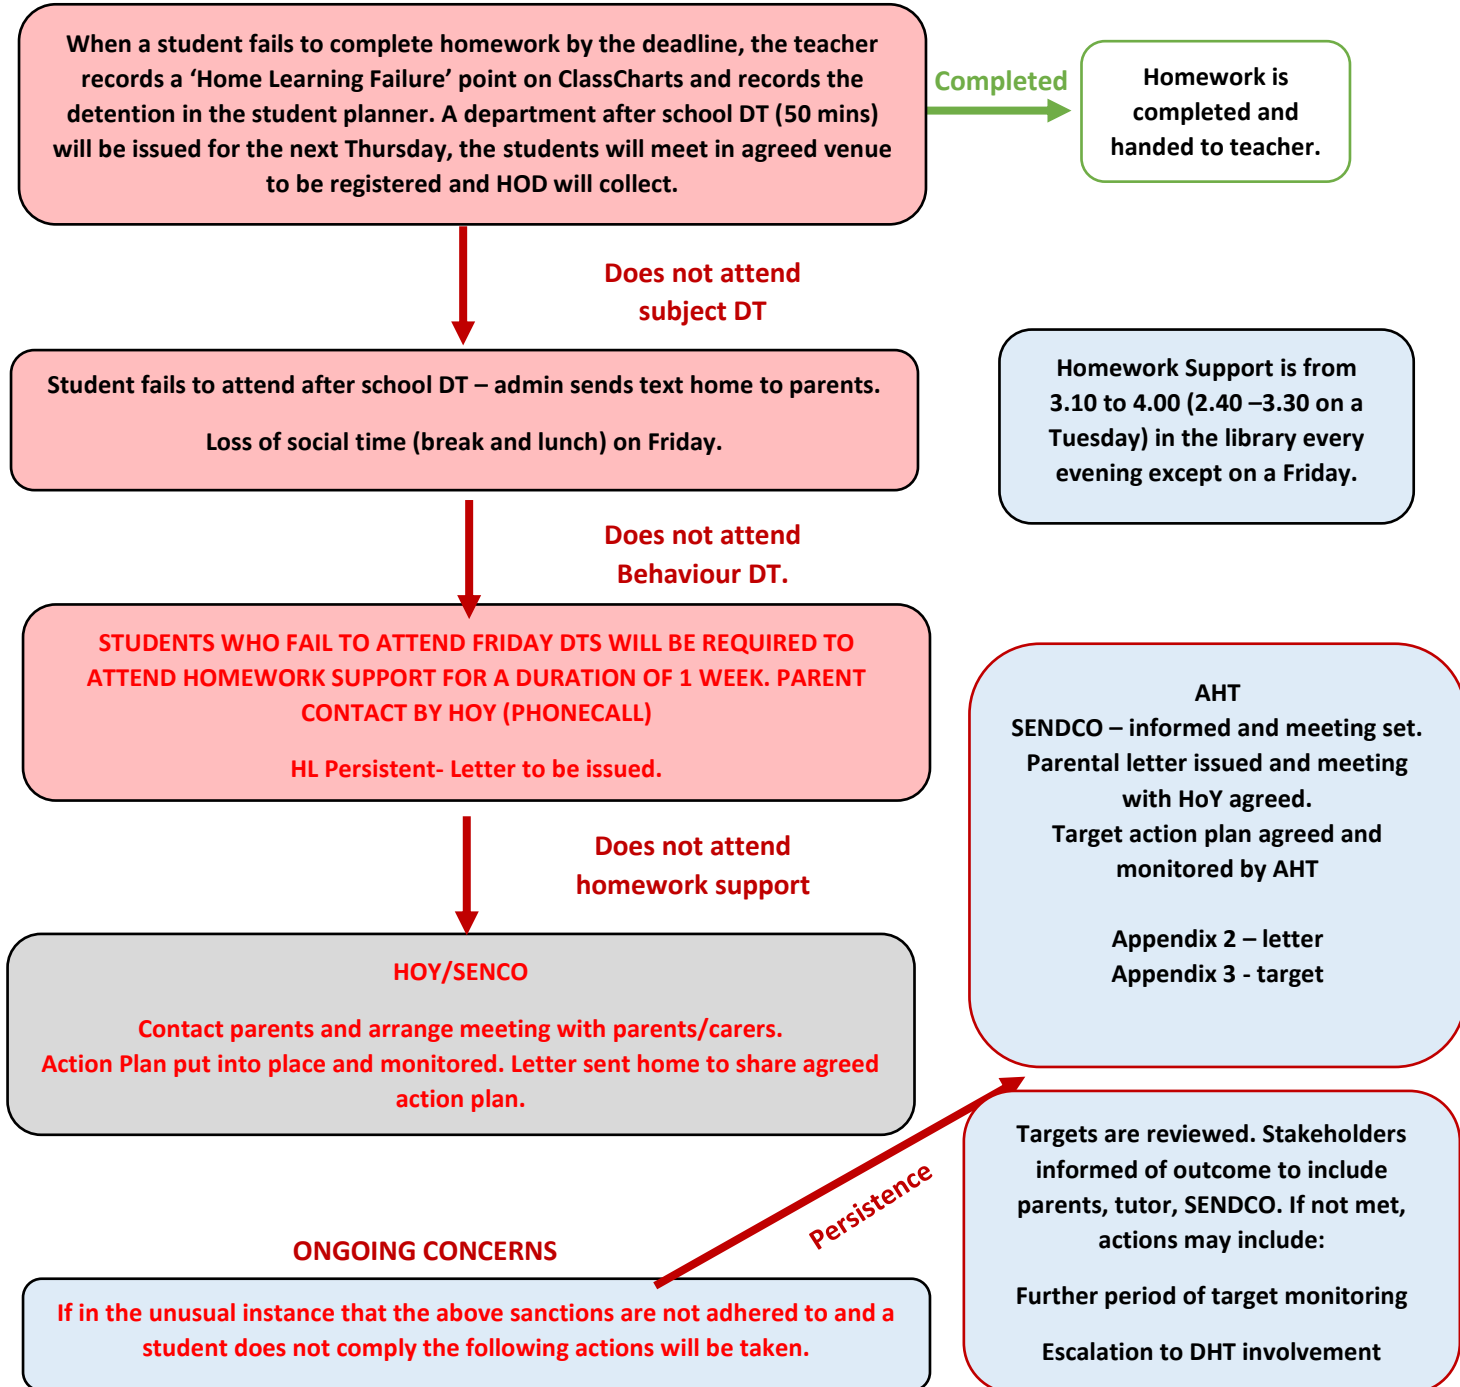 When a student fails to complete homework by the deadline, the teacher
records a ‘Home Learning Failure’ point on ClassCharts and records the
detention in the student planner. A department after school DT (50 mins)
will be issued for the next Thursday, the students will meet in agreed venue
to be registered and HOD will collect.
Completed
Homework is
completed and
handed to teacher.
Does not attend
subject DT
Student fails to attend after school DT – admin sends text home to parents.
Loss of social time (break and lunch) on Friday.
Homework Support is from
3.10 to 4.00 (2.40 –3.30 on a
Tuesday) in the library every
evening except on a Friday.
Does not attend
Behaviour DT.
STUDENTS WHO FAIL TO ATTEND FRIDAY DTS WILL BE REQUIRED TO
ATTEND HOMEWORK SUPPORT FOR A DURATION OF 1 WEEK. PARENT
CONTACT BY HOY (PHONECALL)
HL Persistent- Letter to be issued.
Does not attend
homework support
HOY/SENCO
Contact parents and arrange meeting with parents/carers.
Action Plan put into place and monitored. Letter sent home to share agreed
action plan.
ONGOING CONCERNS
If in the unusual instance that the above sanctions are not adhered to and a
student does not comply the following actions will be taken.
Persistence
AHT
SENDCO – informed and meeting set.
Parental letter issued and meeting
with HoY agreed.
Target action plan agreed and
monitored by AHT
Appendix 2 – letter
Appendix 3 - target
Targets are reviewed. Stakeholders
informed of outcome to include
parents, tutor, SENDCO. If not met,
actions may include:
Further period of target monitoring
Escalation to DHT involvement